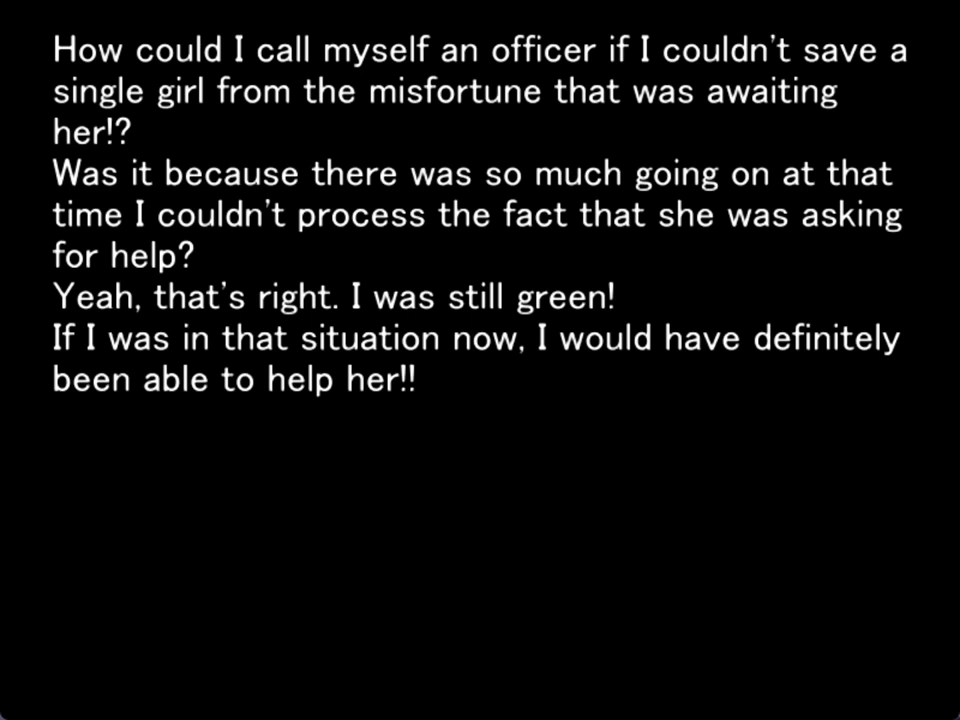 How could I call myself an officer if I couldn't save a
single girl from the misfortune that was awaiting
her!?
Was it because there was so much going on at that
time I couldn't process the fact that she was asking
for help?
Yeah, that's right. I was still green!
If I was in that situation now, I would have definitely
been able to help her!!